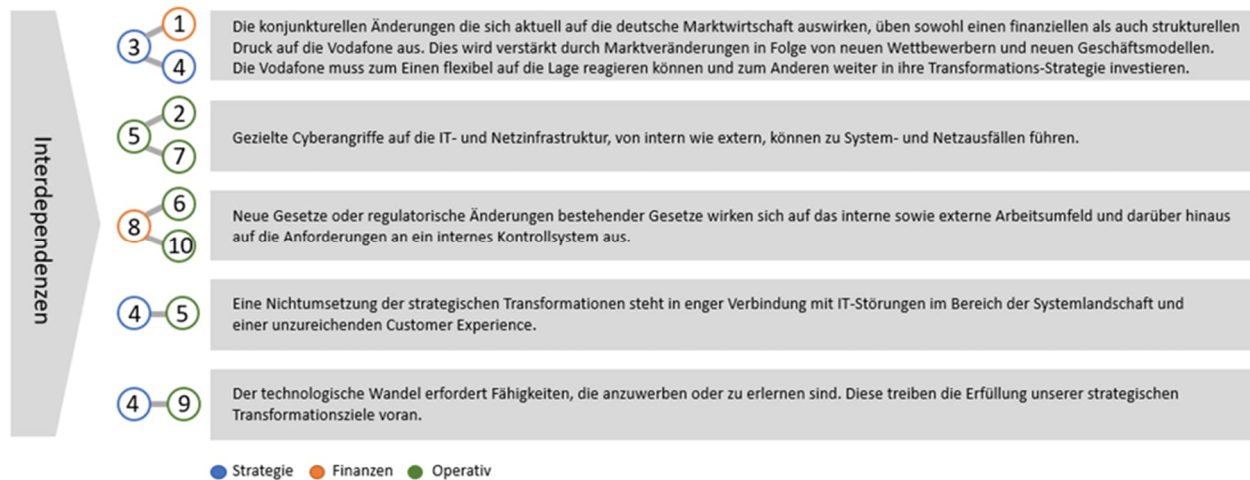 Interdependenzen
3 1
4
Die konjunkturellen Änderungen die sich aktuell auf die deutsche Marktwirtschaft auswirken, üben sowohl einen finanziellen als auch strukturellen
Druck auf die Vodafone aus. Dies wird verstärkt durch Marktveränderungen in Folge von neuen Wettbewerbern und neuen Geschäftsmodellen.
Die Vodafone muss zum Einen flexibel auf die Lage reagieren können und zum Anderen weiter in ihre Transformations-Strategie investieren.
5 2
7
Gezielte Cyberangriffe auf die IT- und Netzinfrastruktur, von intern wie extern, können zu System- und Netzausfällen führen.
8 6
10
Neue Gesetze oder regulatorische Änderungen bestehender Gesetze wirken sich auf das interne sowie externe Arbeitsumfeld und darüber hinaus
auf die Anforderungen an ein internes Kontrollsystem aus.
4 5
Eine Nichtumsetzung der strategischen Transformationen steht in enger Verbindung mit IT-Störungen im Bereich der Systemlandschaft und
einer unzureichenden Customer Experience.
4 9
Der technologische Wandel erfordert Fähigkeiten, die anzuwerben oder zu erlernen sind. Diese treiben die Erfüllung unserer strategischen
Transformationsziele voran.
Strategie Finanzen Operativ